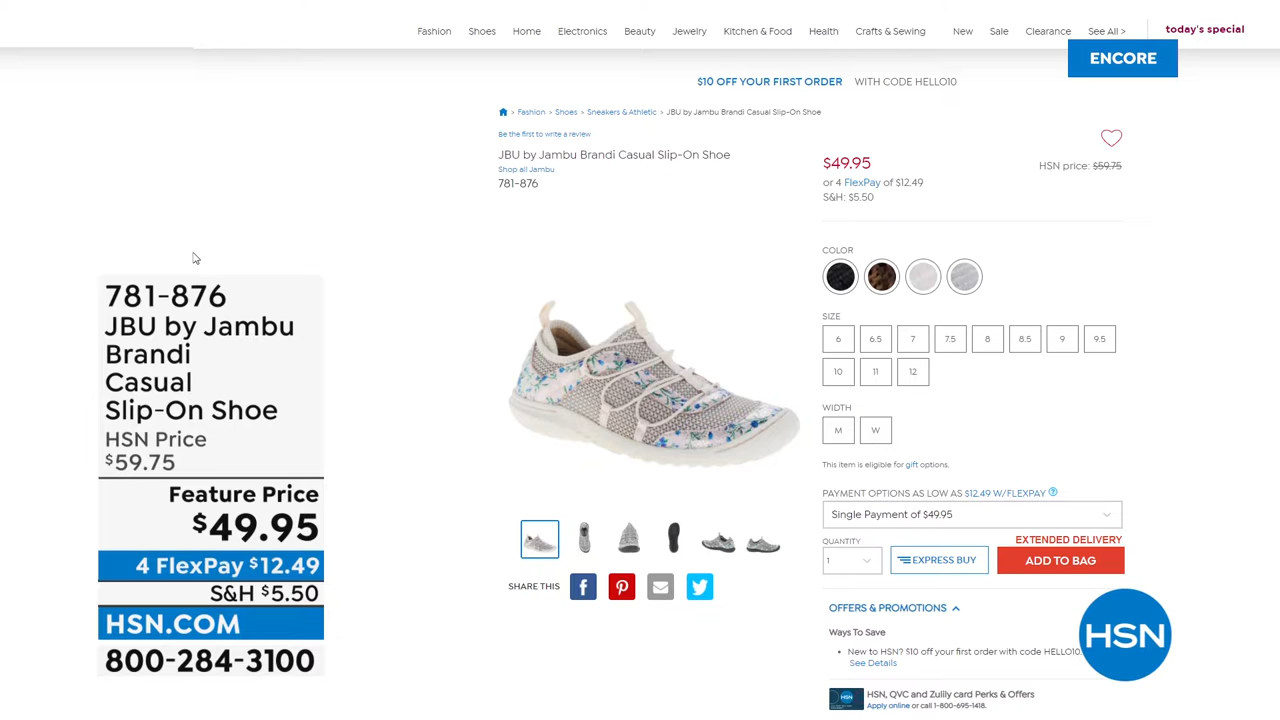 Fashion Shoes Home Electronics Beauty Jewelry Kitchen & Food Health Crafts & Sewing New Sale Clearance See All > today's special
ENCORE
$10 OFF YOUR FIRST ORDER WITH CODE HELLO10
> Fashion > Shoes > Sneakers & Athletic > JBU by Jambu Brandi Casual Slip-On Shoe
Be the first to write a review
JBU by Jambu Brandi Casual Slip-On Shoe
Shop all Jambu
781-876
$49.95
HSN price: $59.75
or 4 FlexPay of $12.49
S&H: $5.50
COLOR
SIZE
6 6.5 7 7.5 8 8.5 9 9.5
10 11 12
WIDTH
M W
This item is eligible for gift options.
PAYMENT OPTIONS AS LOW AS $12.49 W/FLEXPAY ?
Single Payment of $49.95
EXTENDED DELIVERY
QUANTITY
1 EXPRESS BUY ADD TO BAG
SHARE THIS
OFFERS & PROMOTIONS
Ways To Save
• New to HSN? $10 off your first order with code HELLO10.
See Details
HSN, QVC and Zulily card Perks & Offers
Apply online or call 1-800-695-1418.
HSN
781-876
JBU by Jambu
Brandi
Casual
Slip-On Shoe
HSN Price
$59.75
Feature Price
$49.95
4 FlexPay $12.49
S&H $5.50
HSN.COM
800-284-3100